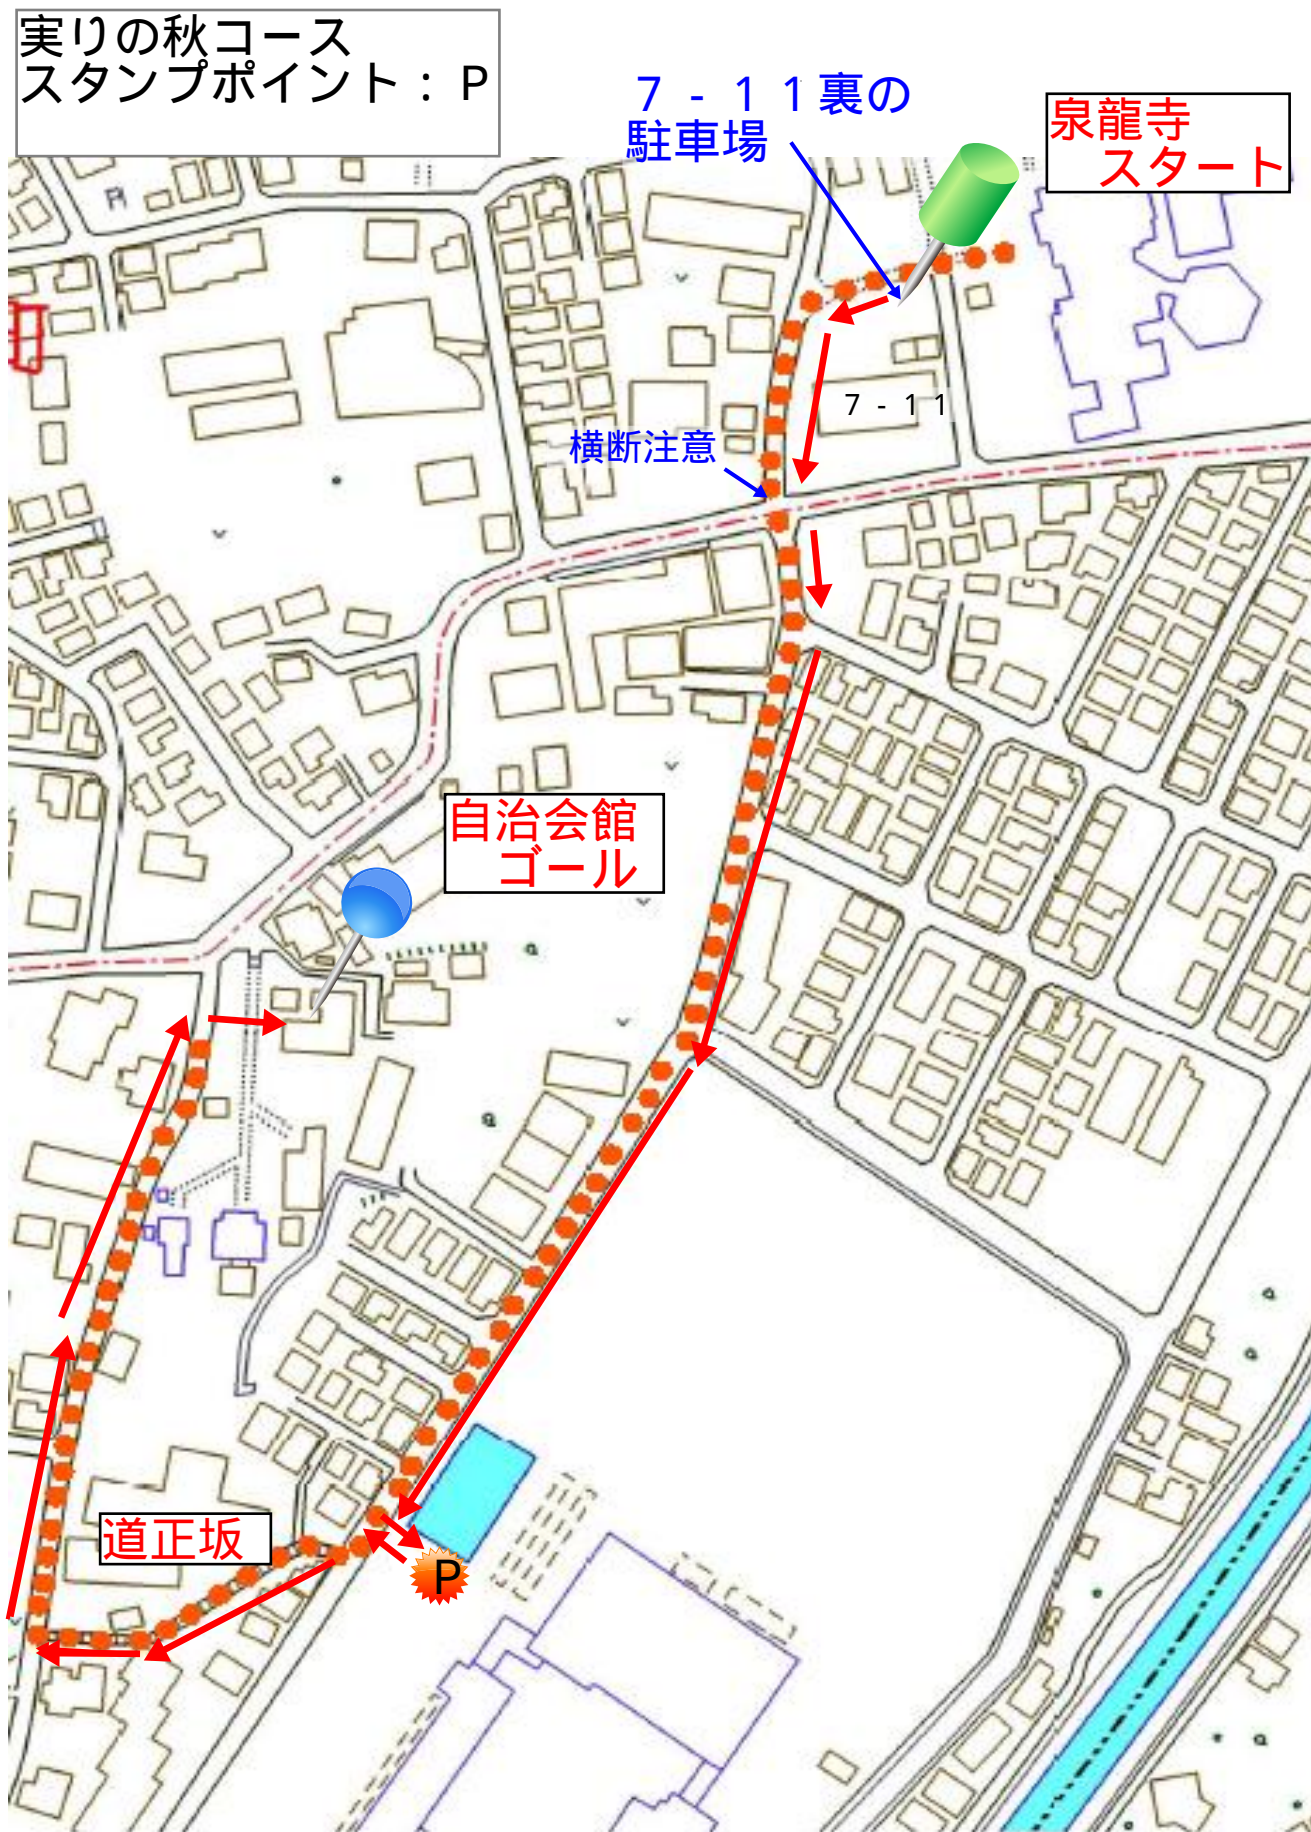 実りの秋コース
スタンプポイント：P
7-11裏の
駐車場
泉龍寺
スタート
7-11
横断注意
自治会館
ゴール
道正坂
P